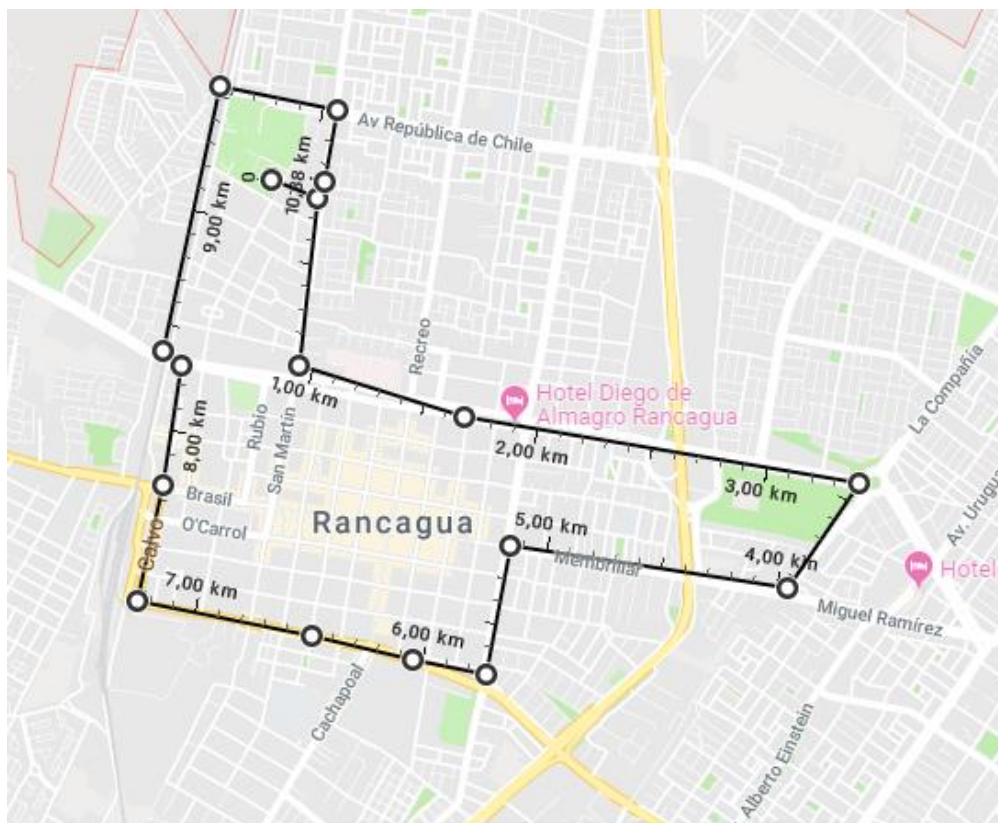 Av República de Chile
0
10,88 km
9,00 km
Recreo
1,00 km
Hotel Diego de
Almagro Rancagua
La Compañía
Rubio
San Martín
8,00 km
2,00 km
3,00 km
Brasil
O'Carrol
Rancagua
5,00 km
Av. Urugua
Calvo
Membrillar
4,00 km
Hotel
7,00 km
6,00 km
Miguel Ramírez
Cachapoal
Alberto Einstein